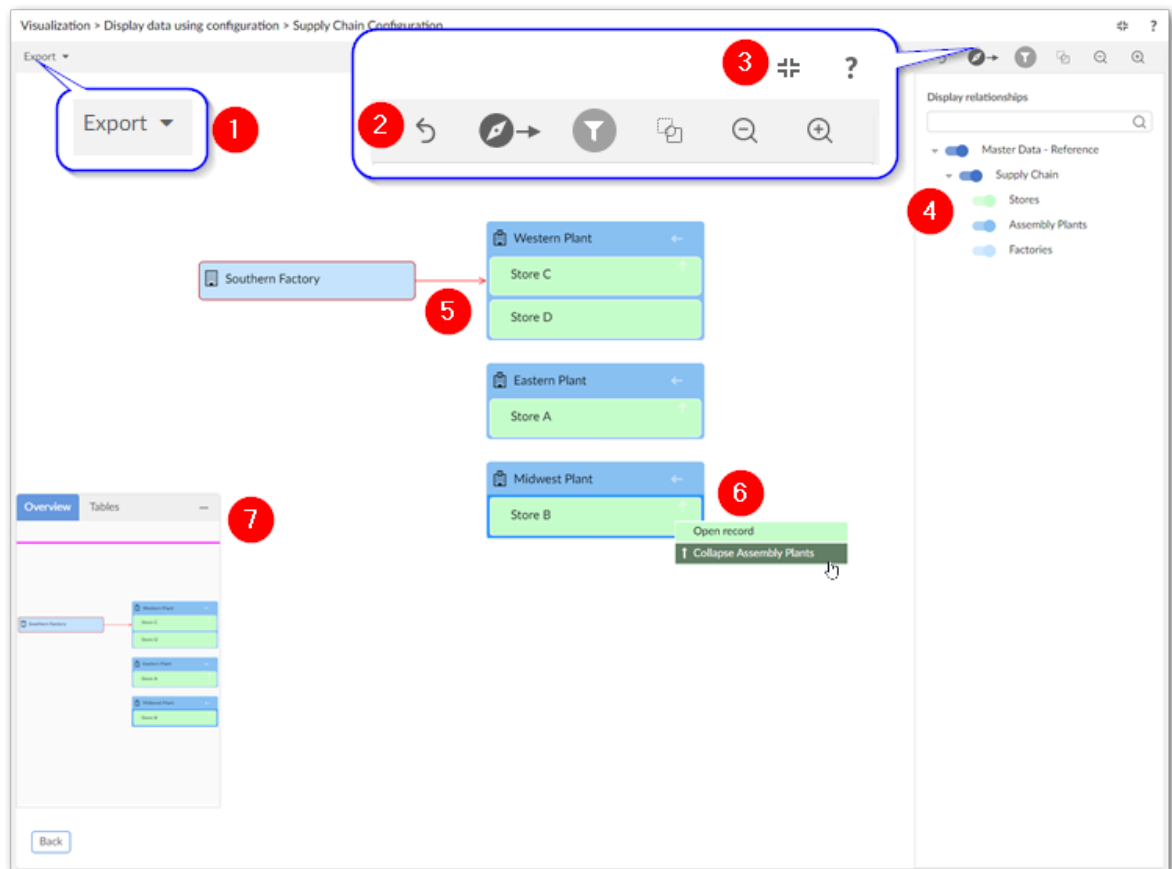 Visualization > Display data using configuration > Supply Chain Configuration
?
Export
3
?
Export
1
2
Display relationships
Master Data - Reference
Supply Chain
4
Stores
Assembly Plants
Factories
Western Plant
Southern Factory
Store C
5
Store D
Eastern Plant
Store A
Midwest Plant
6
Store B
Open record
Collapse Assembly Plants
Overview
Tables
7
Western Plant
Southern Factory
Store C
Store D
Eastern Plant
Store A
Midwest Plant
Store B
Back